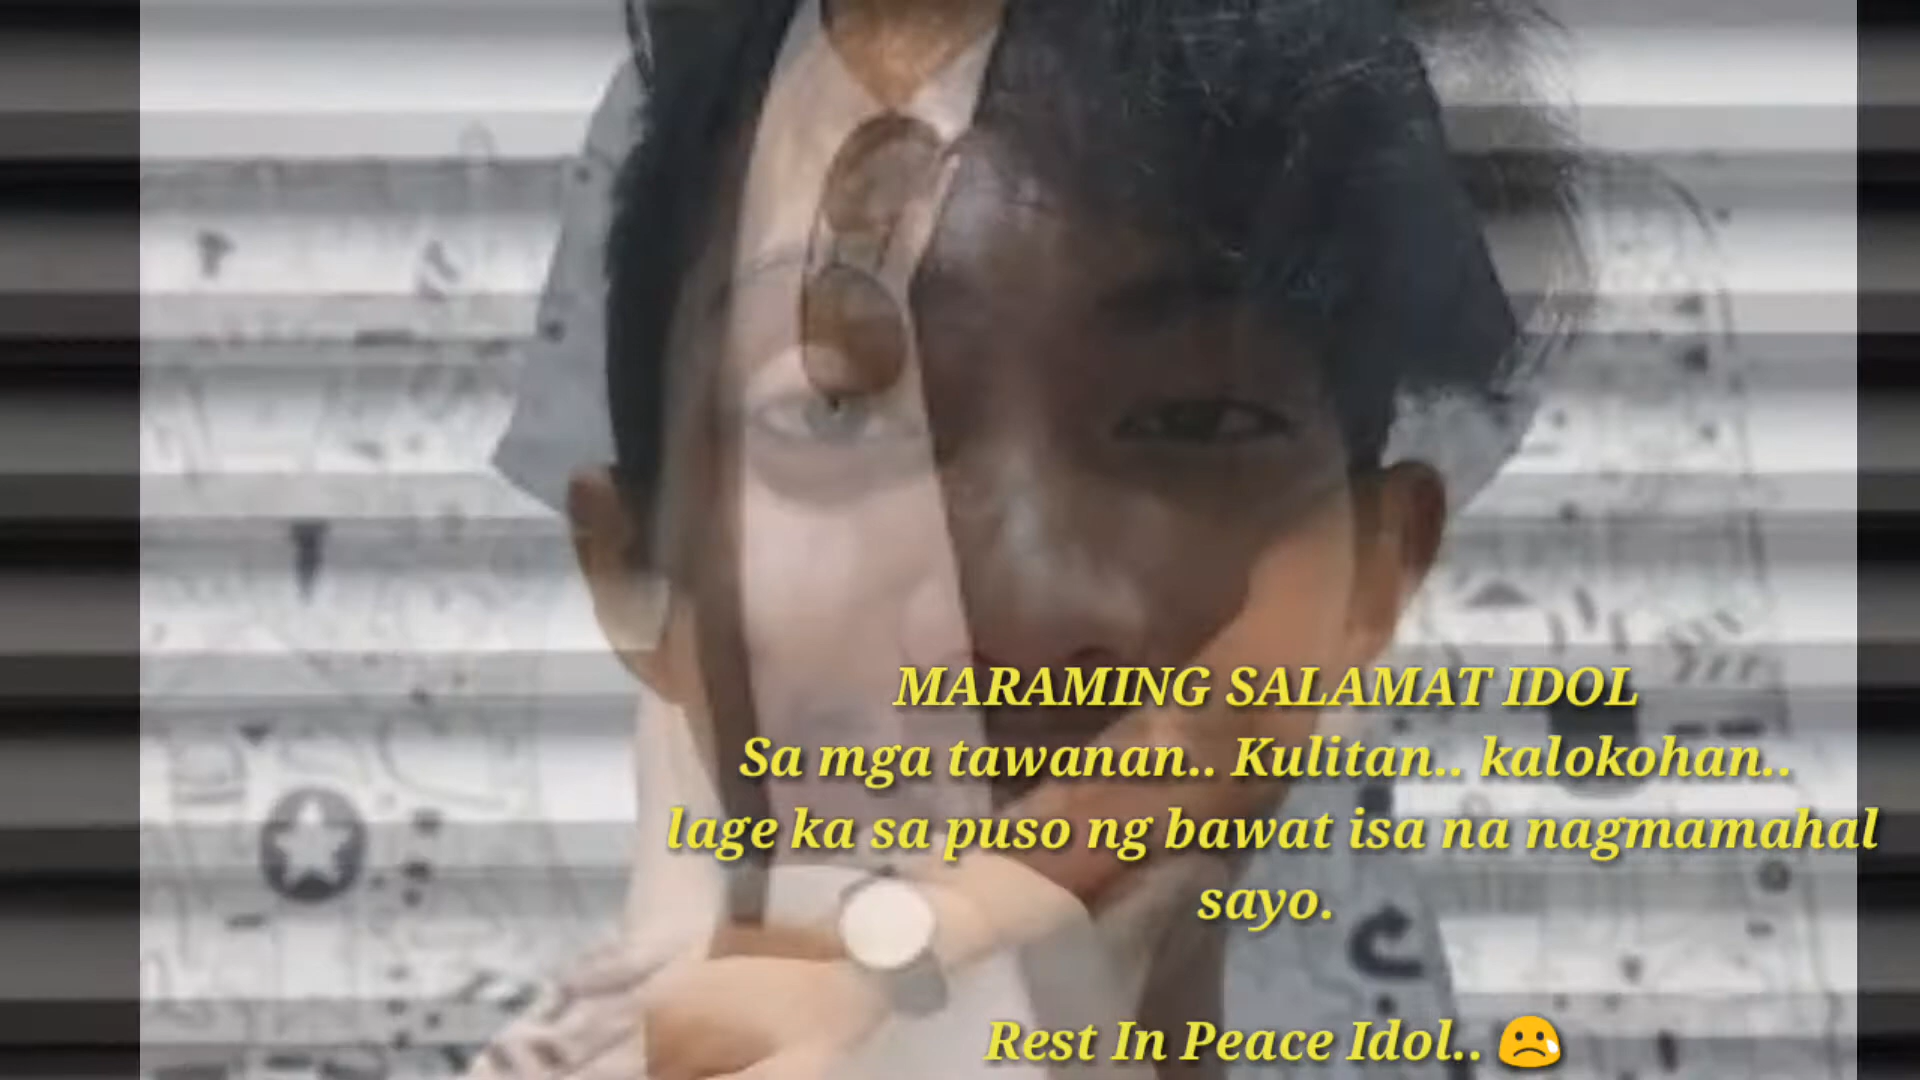 MARAMING SALAMAT IDOL
Sa mga tawanan.. Kulitan.. kalokohan..
lage ka sa puso ng bawat isa na nagmamahal
sayo.
Rest In Peace Idol.. 😢